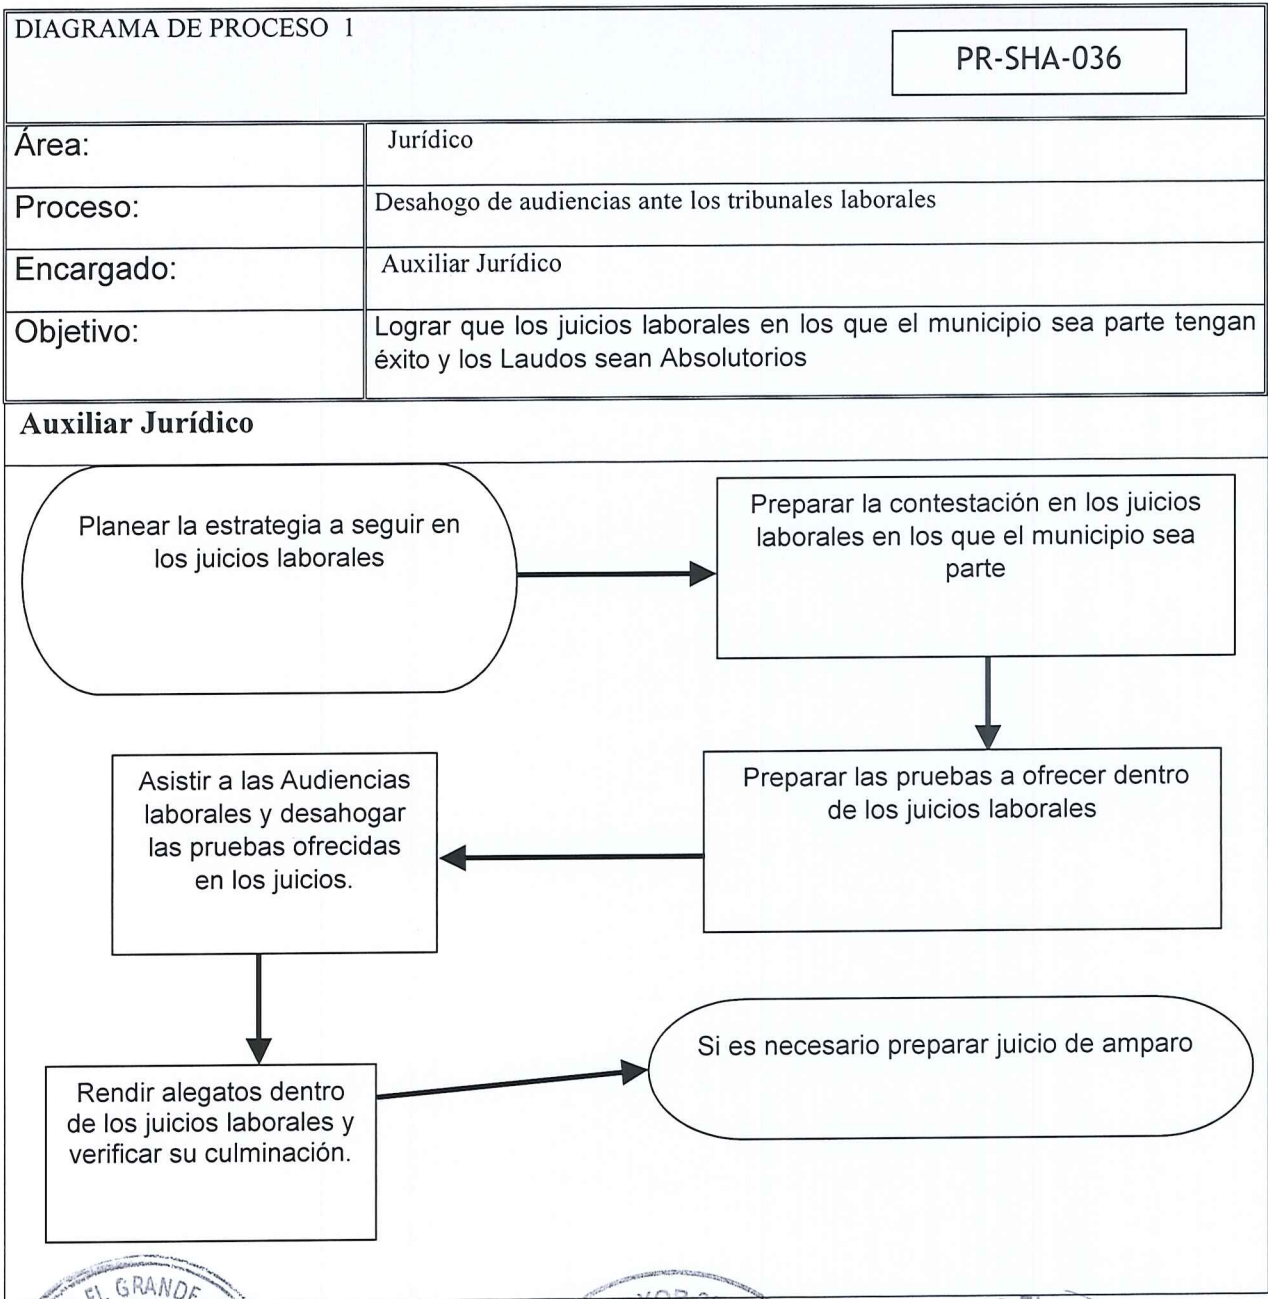 DIAGRAMA DE PROCESO 1
PR-SHA-036
Área:
Jurídico
Proceso:
Desahogo de audiencias ante los tribunales laborales
Encargado:
Auxiliar Jurídico
Objetivo:
Lograr que los juicios laborales en los que el municipio sea parte tengan
éxito y los Laudos sean Absolutorios
Auxiliar Jurídico
Planear la estrategia a seguir en
los juicios laborales
Preparar la contestación en los juicios
laborales en los que el municipio sea
parte
Preparar las pruebas a ofrecer dentro
de los juicios laborales
Asistir a las Audiencias
laborales y desahogar
las pruebas ofrecidas
en los juicios.
Rendir alegatos dentro
de los juicios laborales y
verificar su culminación.
Si es necesario preparar juicio de amparo
EL GRANDE